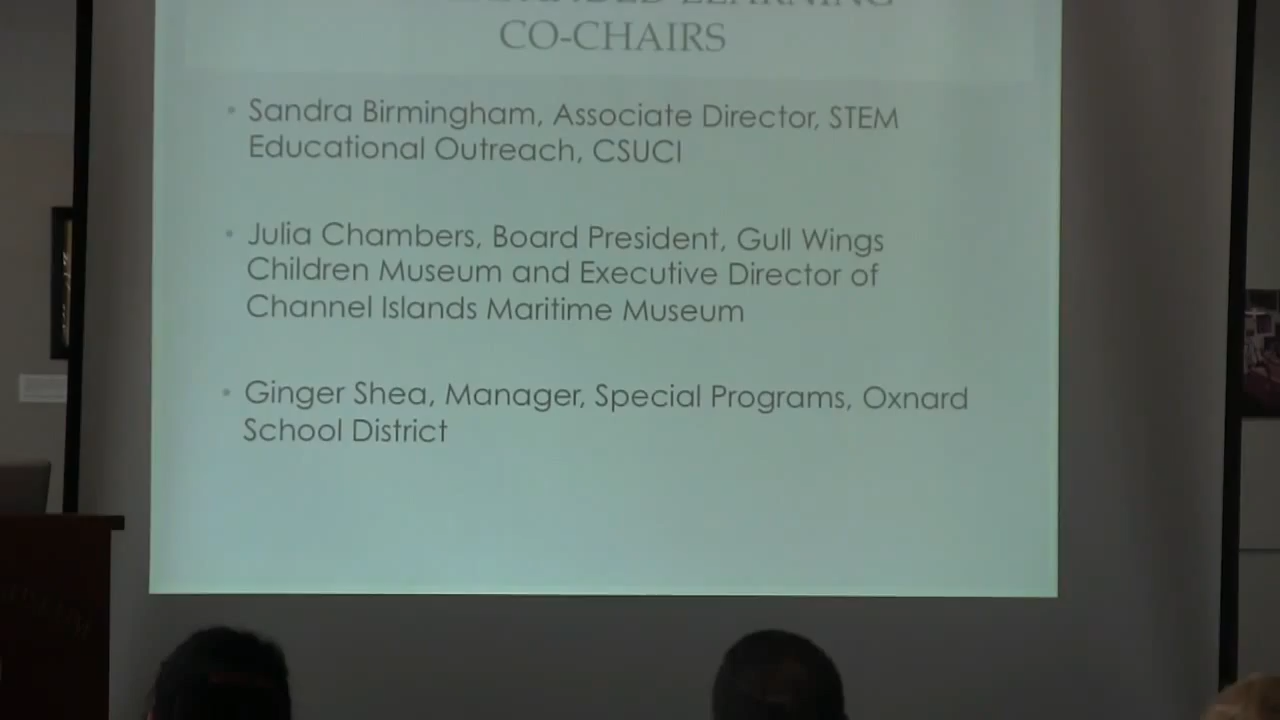 LEARNING
CO-CHAIRS
• Sandra Birmingham, Associate Director, STEM
Educational Outreach, CSUCI
• Julia Chambers, Board President, Gull Wings
Children Museum and Executive Director of
Channel Islands Maritime Museum
• Ginger Shea, Manager, Special Programs, Oxnard
School District